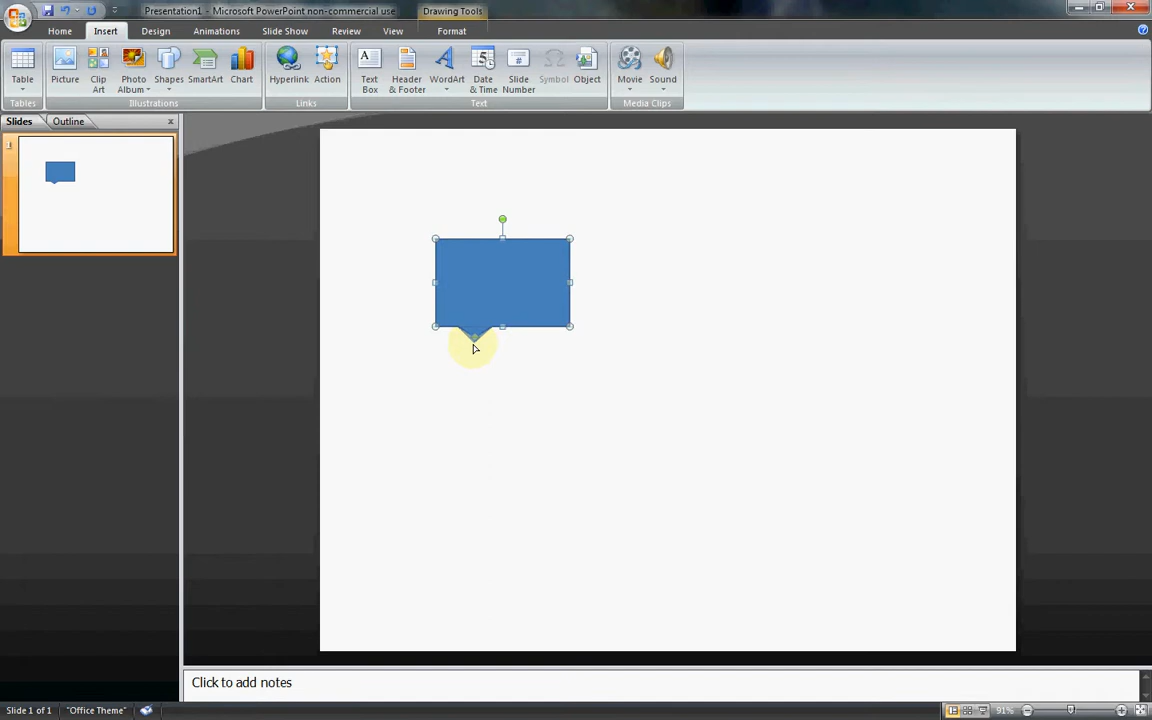 Presentation1 - Microsoft PowerPoint non-commercial use
Drawing Tools
Home Insert Design Animations Slide Show Review View Format
Table Picture Clip Art Photo Album Shapes SmartArt Chart Hyperlink Action Text Box Header & Footer WordArt Date & Time Slide Number Symbol Object Movie Sound
Tables Illustrations Links Text Media Clips
Slides Outline
1
Click to add notes
Slide 1 of 1 "Office Theme" 91%